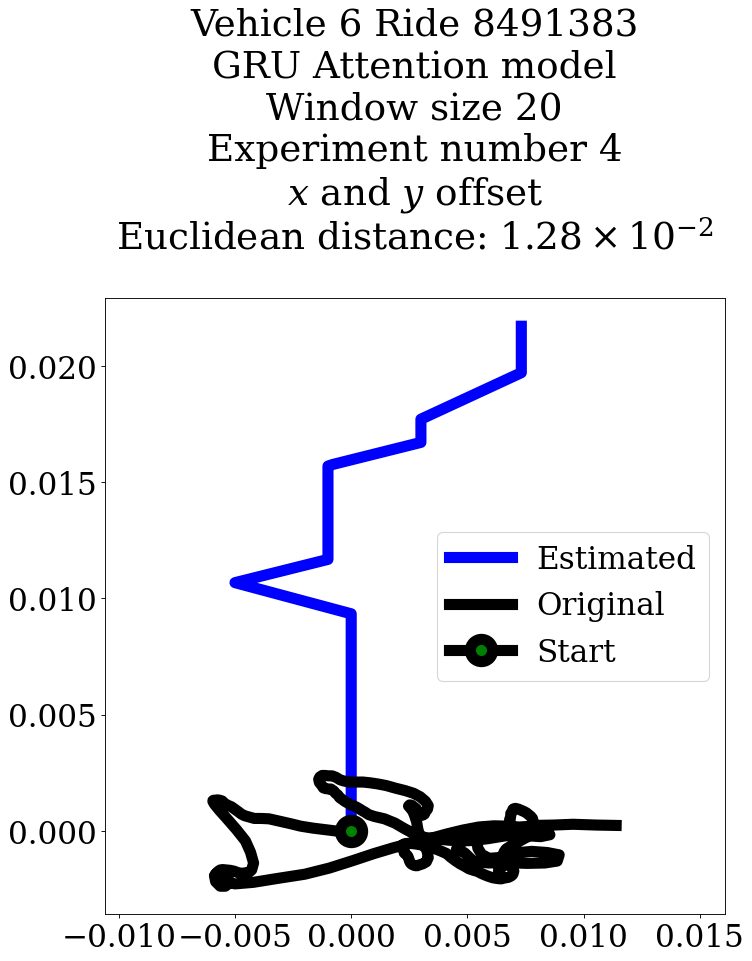 Vehicle 6 Ride 8491383
GRU Attention model
Window size 20
Experiment number 4
x and y offset
Euclidean distance: 1.28 × 10⁻²
0.020
0.015
0.010
0.005
0.000
Estimated
Original
Start
−0.010 −0.005 0.000 0.005 0.010 0.015